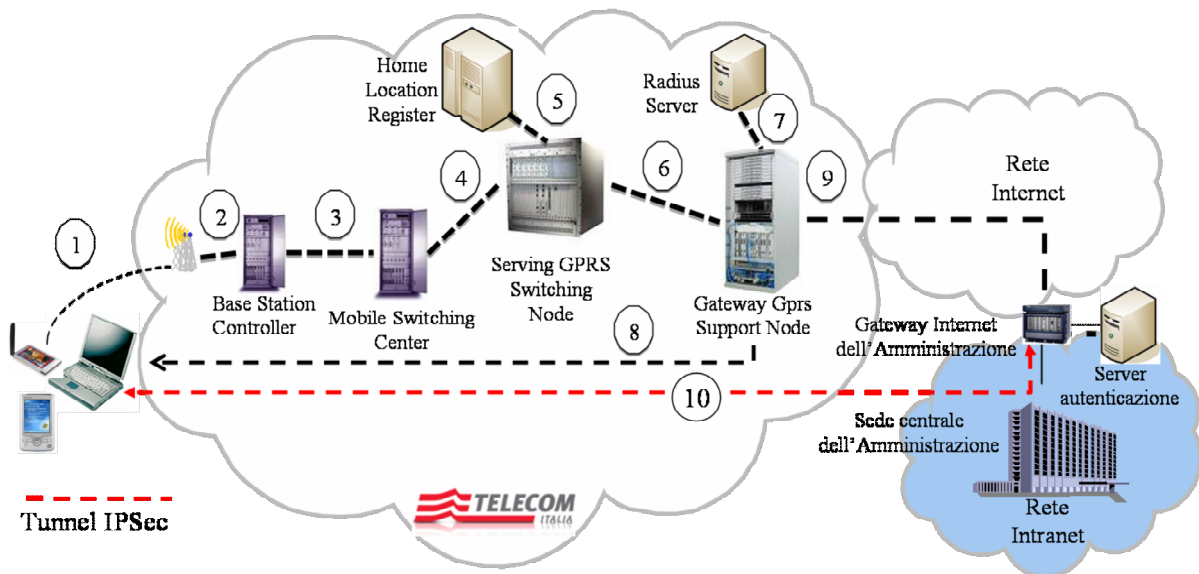 Home
Location
Register
5
Radius
Server
7
4
6
9
Rete
Internet
1
2
3
Base Station
Controller
Mobile Switching
Center
Serving GPRS
Switching
Node
Gateway Gprs
Support Node
8
10
Gateway Internet
dell'Amministrazione
Server
autenticazione
Sede centrale
dell'Amministrazione
Rete
Intranet
Tunnel IPSec
TELECOM
ITALIA